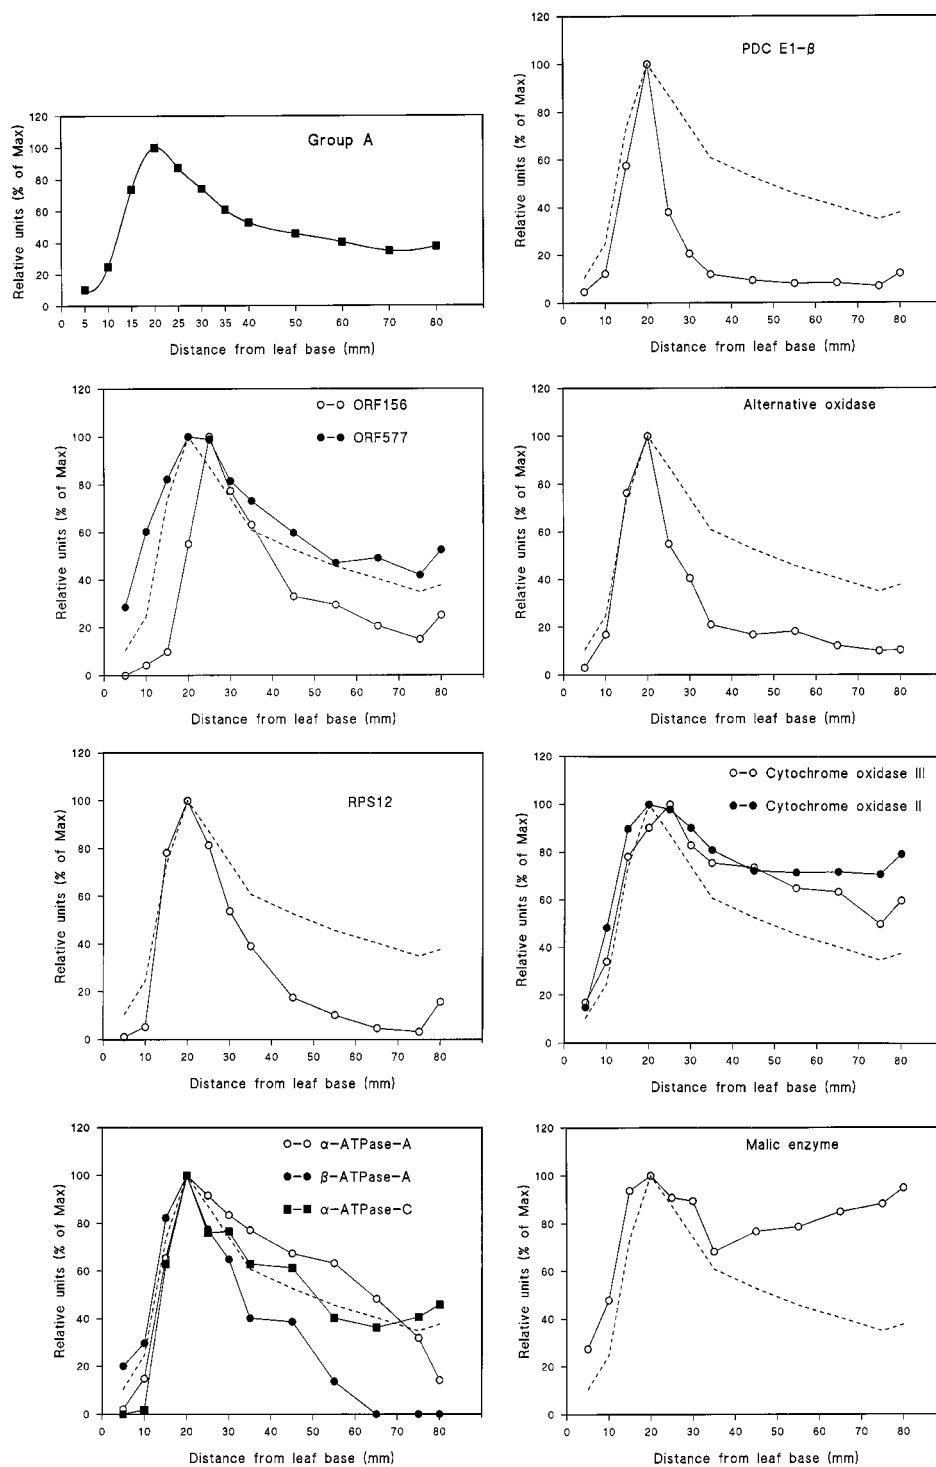 Group A
Relative units (% of Max)
120
100
80
60
40
20
0
0 5 10 15 20 25 30 35 40 50 60 70 80
Distance from leaf base (mm)
PDC E1-β
Relative units (% of Max)
120
100
80
60
40
20
0
0 10 20 30 40 50 60 70 80
Distance from leaf base (mm)
ORF156
ORF577
Relative units (% of Max)
120
100
80
60
40
20
0
0 10 20 30 40 50 60 70 80
Distance from leaf base (mm)
Alternative oxidase
Relative units (% of Max)
120
100
80
60
40
20
0
0 10 20 30 40 50 60 70 80
Distance from leaf base (mm)
RPS12
Relative units (% of Max)
120
100
80
60
40
20
0
0 10 20 30 40 50 60 70 80
Distance from leaf base (mm)
Cytochrome oxidase III
Cytochrome oxidase II
Relative units (% of Max)
120
100
80
60
40
20
0
0 10 20 30 40 50 60 70 80
Distance from leaf base (mm)
α-ATPase-A
β-ATPase-A
α-ATPase-C
Relative units (% of Max)
120
100
80
60
40
20
0
0 10 20 30 40 50 60 70 80
Distance from leaf base (mm)
Malic enzyme
Relative units (% of Max)
120
100
80
60
40
20
0
0 10 20 30 40 50 60 70 80
Distance from leaf base (mm)